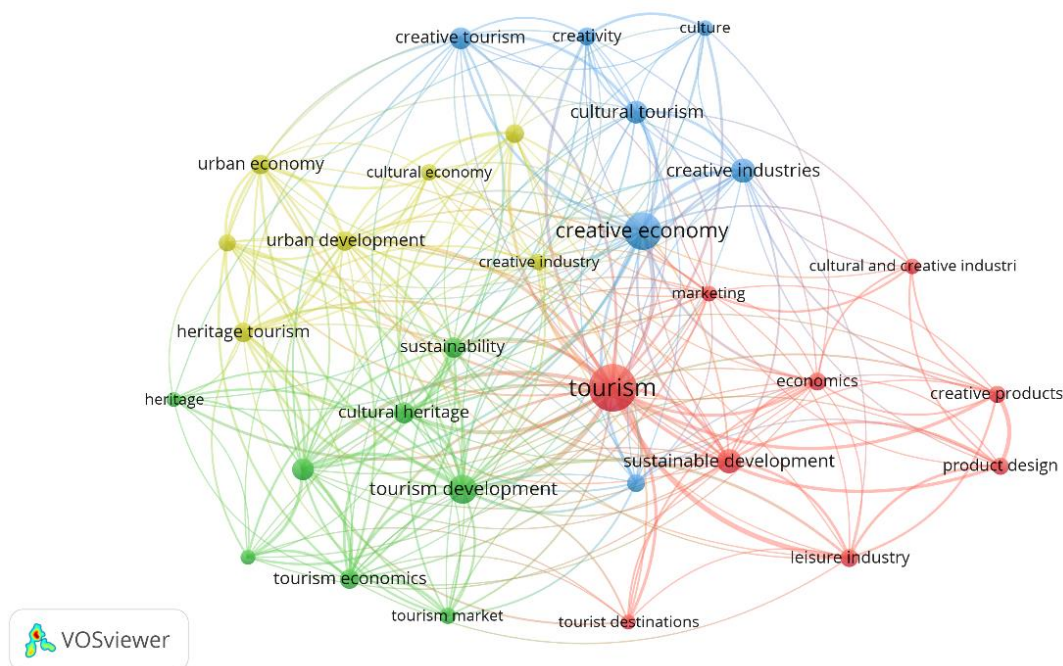 creative tourism
creativity
culture
cultural tourism
urban economy
cultural economy
creative industries
creative economy
urban development
creative industry
cultural and creative industri
marketing
heritage tourism
sustainability
tourism
economics
heritage
cultural heritage
creative products
sustainable development
product design
tourism development
leisure industry
tourism economics
tourism market
tourist destinations
VOSviewer